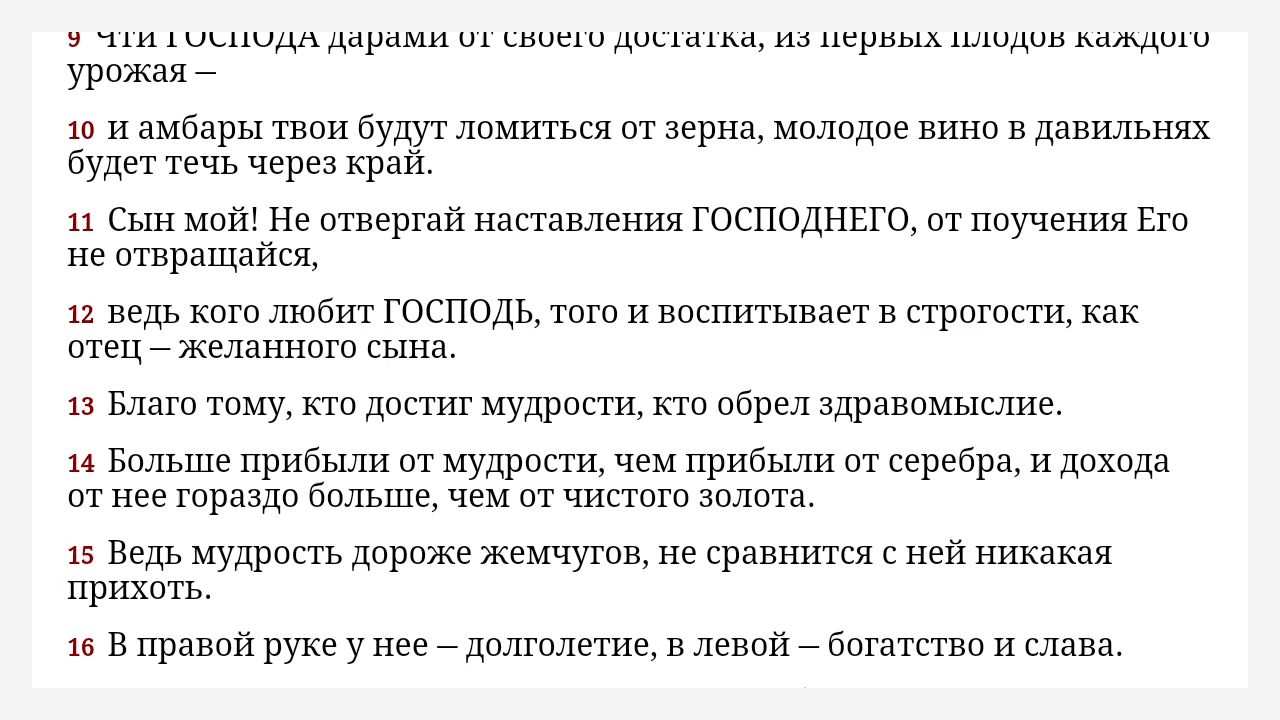 9 Чти ГОСПОДА дарами от своего достатка, из первых плодов каждого
урожая –
10 и амбары твои будут ломиться от зерна, молодое вино в давильнях
будет течь через край.
11 Сын мой! Не отвергай наставления ГОСПОДНЕГО, от поучения Его
не отвращайся,
12 ведь кого любит ГОСПОДЬ, того и воспитывает в строгости, как
отец – желанного сына.
13 Благо тому, кто достиг мудрости, кто обрел здравомыслие.
14 Больше прибыли от мудрости, чем прибыли от серебра, и дохода
от нее гораздо больше, чем от чистого золота.
15 Ведь мудрость дороже жемчугов, не сравнится с ней никакая
прихоть.
16 В правой руке у нее – долголетие, в левой – богатство и слава.